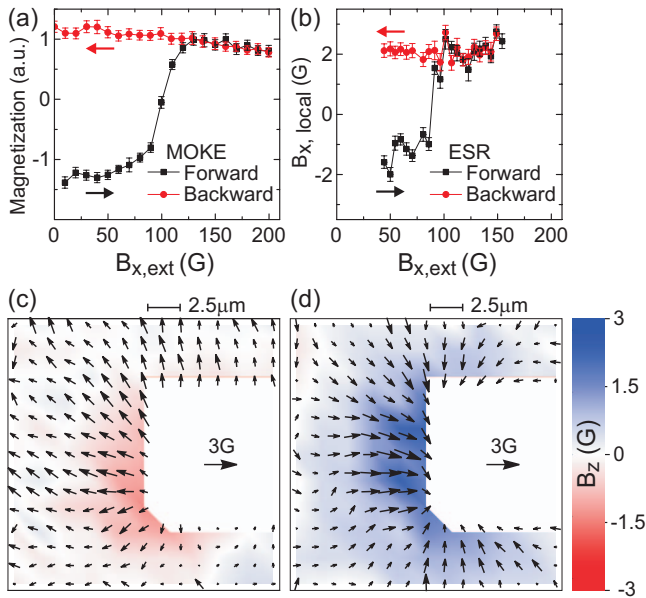 (a)
Magnetization (a.u.)
1
0
-1
0 50 100 150 200
B_x,ext (G)
MOKE
Forward
Backward
(b)
B_x, local (G)
4
2
0
-2
0 50 100 150 200
B_x,ext (G)
ESR
Forward
Backward
(c)
2.5μm
3G
(d)
2.5μm
3G
3
1.5
0
-1.5
-3
B_z (G)